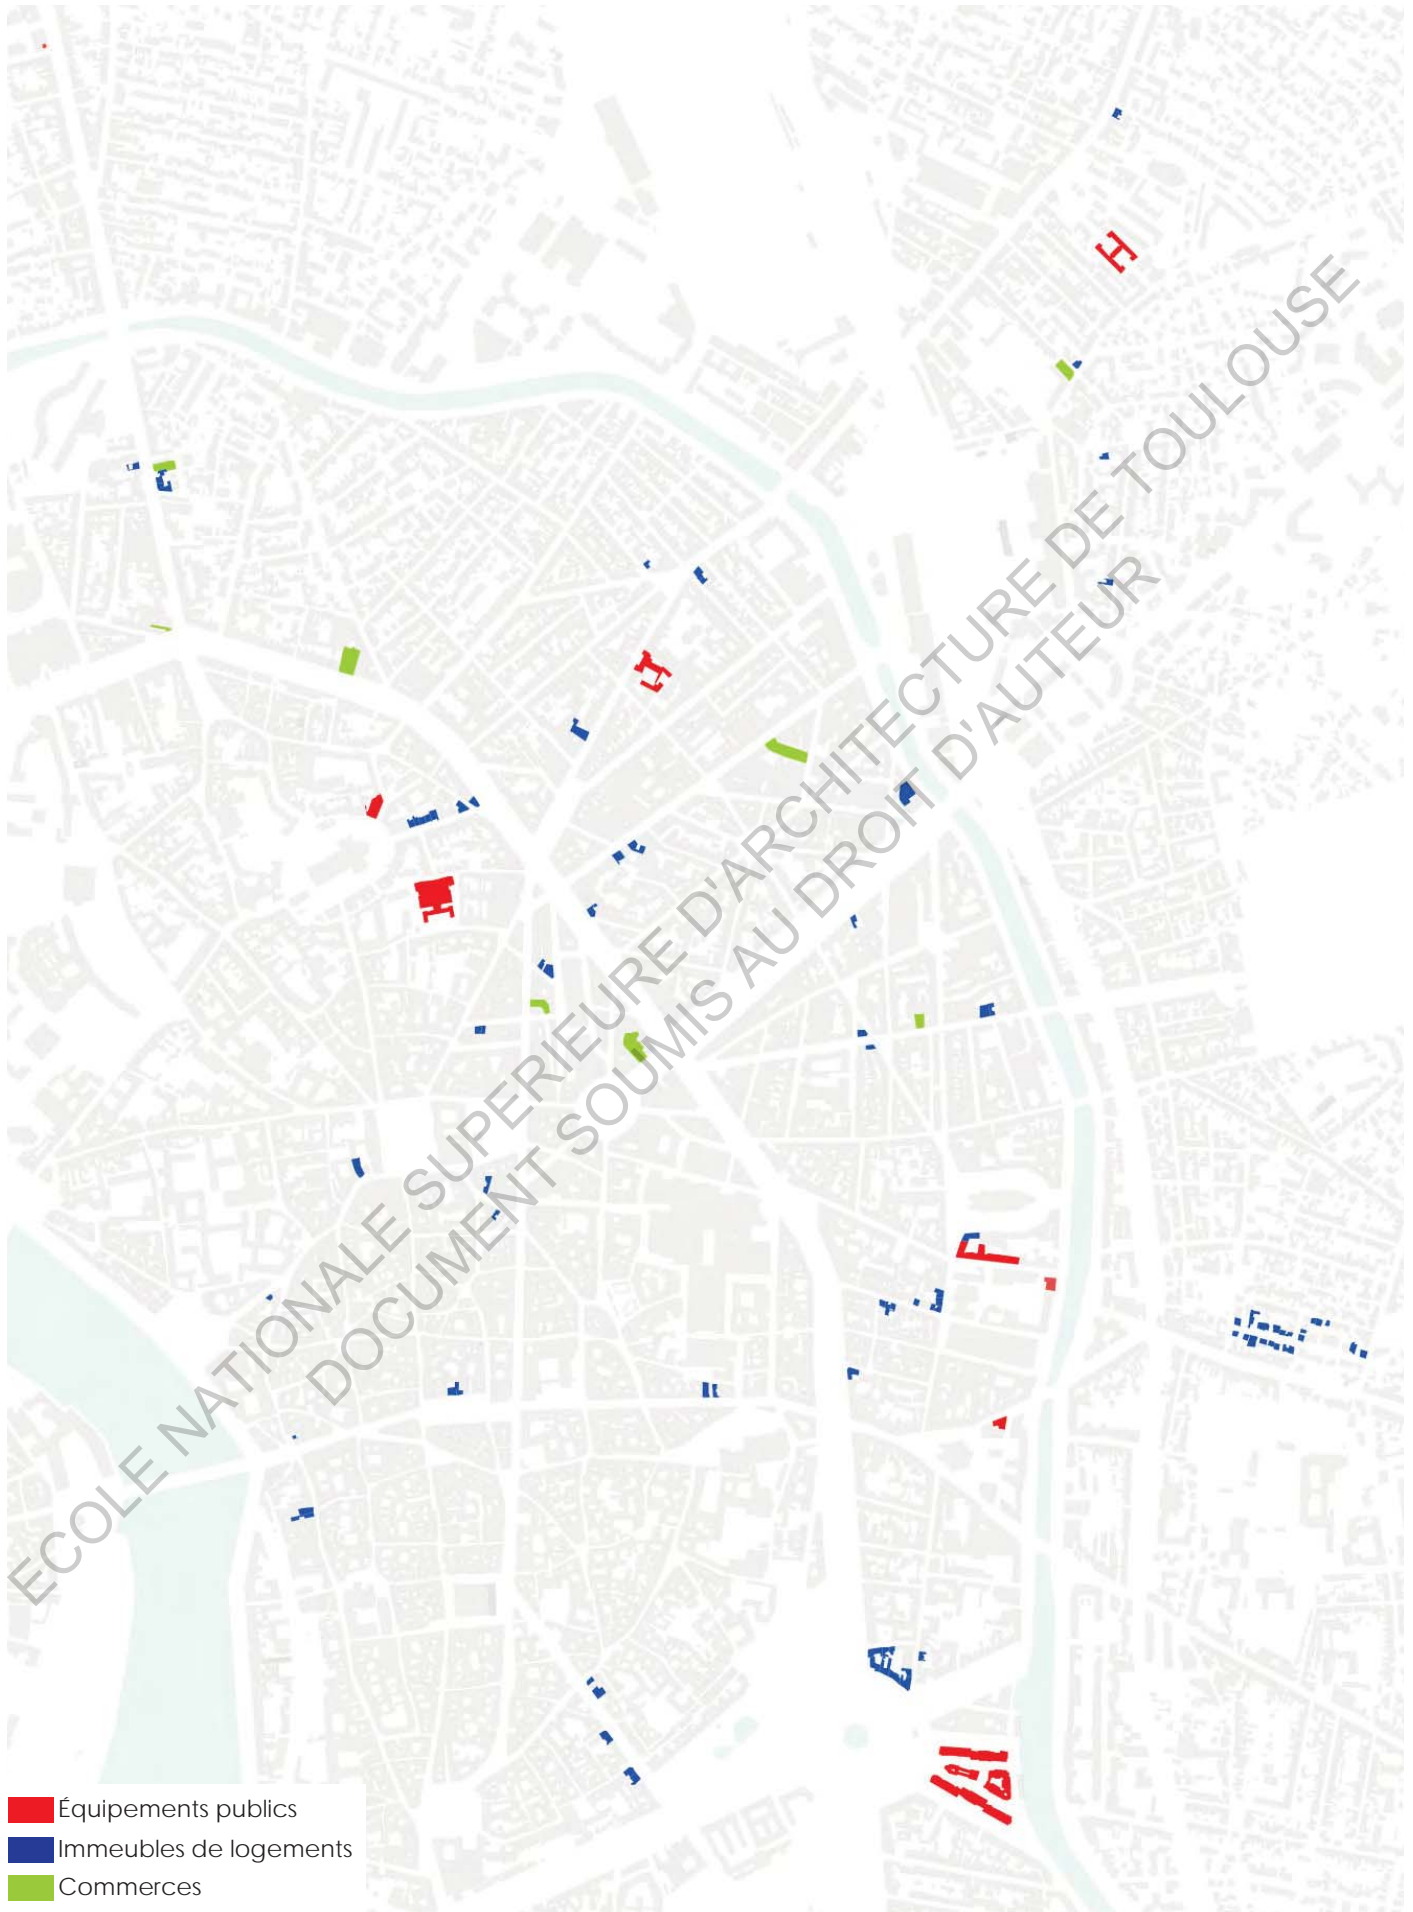 ECOLE NATIONALE SUPERIEURE D'ARCHITECTURE DE TOULOUSE
DOCUMENT SOUMIS AU DROIT D'AUTEUR
Équipements publics
Immeubles de logements
Commerces